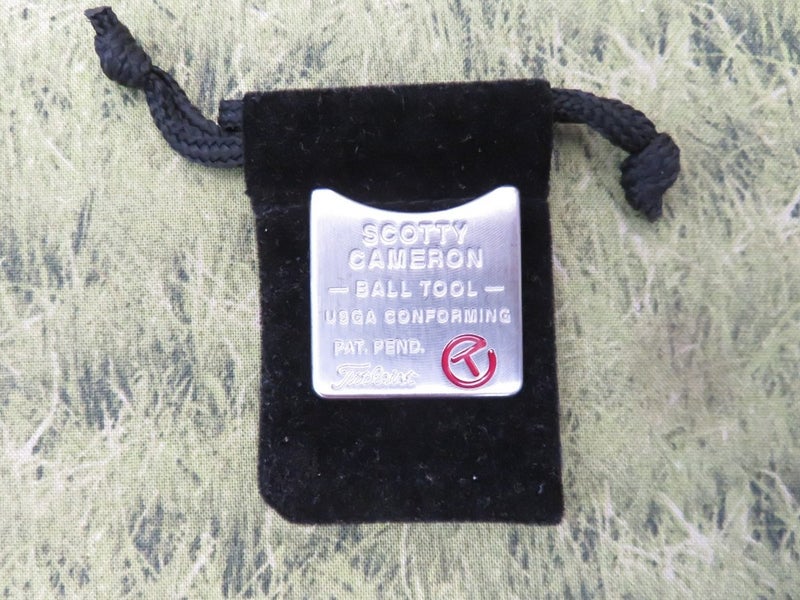 SCOTTY
CAMERON
— BALL TOOL —
USGA CONFORMING
PAT. PEND.
Titleist